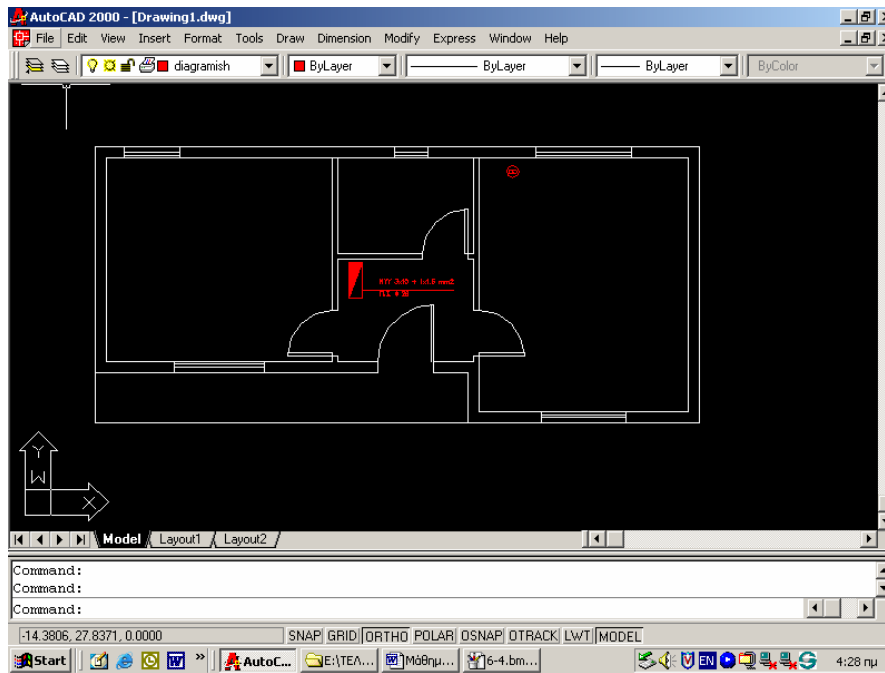 AutoCAD 2000 - [Drawing1.dwg]
File Edit View Insert Format Tools Draw Dimension Modify Express Window Help
diagramish ByLayer ByLayer ByLayer ByColor
mm2
Y
W
X
Model Layout1 Layout2
Command:
Command:
Command:
-14.3806, 27.8371, 0.0000 SNAP GRID ORTHO POLAR OSNAP OTRACK LWT MODEL
Start W » AutoC... E:\ΤΕΛ... Μάθημ... 6-4.bm... EN 4:28 πμ